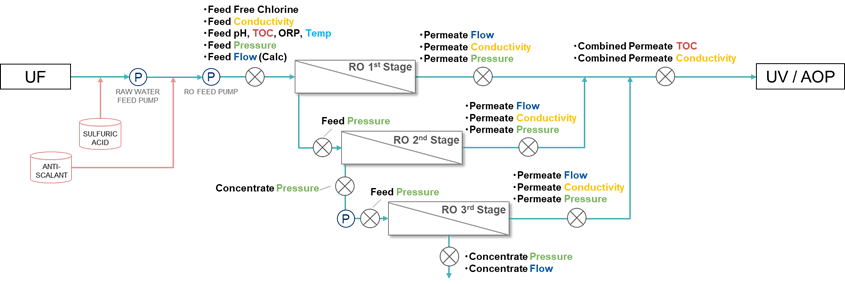 ・Feed Free Chlorine
・Feed Conductivity
・Feed pH, TOC, ORP, Temp
・Feed Pressure
・Feed Flow (Calc)
・Permeate Flow
・Permeate Conductivity
・Permeate Pressure
・Combined Permeate TOC
・Combined Permeate Conductivity
UF
P
RAW WATER
FEED PUMP
P
RO FEED PUMP
RO 1st Stage
UV / AOP
SULFURIC
ACID
ANTI-
SCALANT
Feed Pressure
RO 2nd Stage
・Permeate Flow
・Permeate Conductivity
・Permeate Pressure
Concentrate Pressure
P
Feed Pressure
RO 3rd Stage
・Permeate Flow
・Permeate Conductivity
・Permeate Pressure
・Concentrate Pressure
・Concentrate Flow